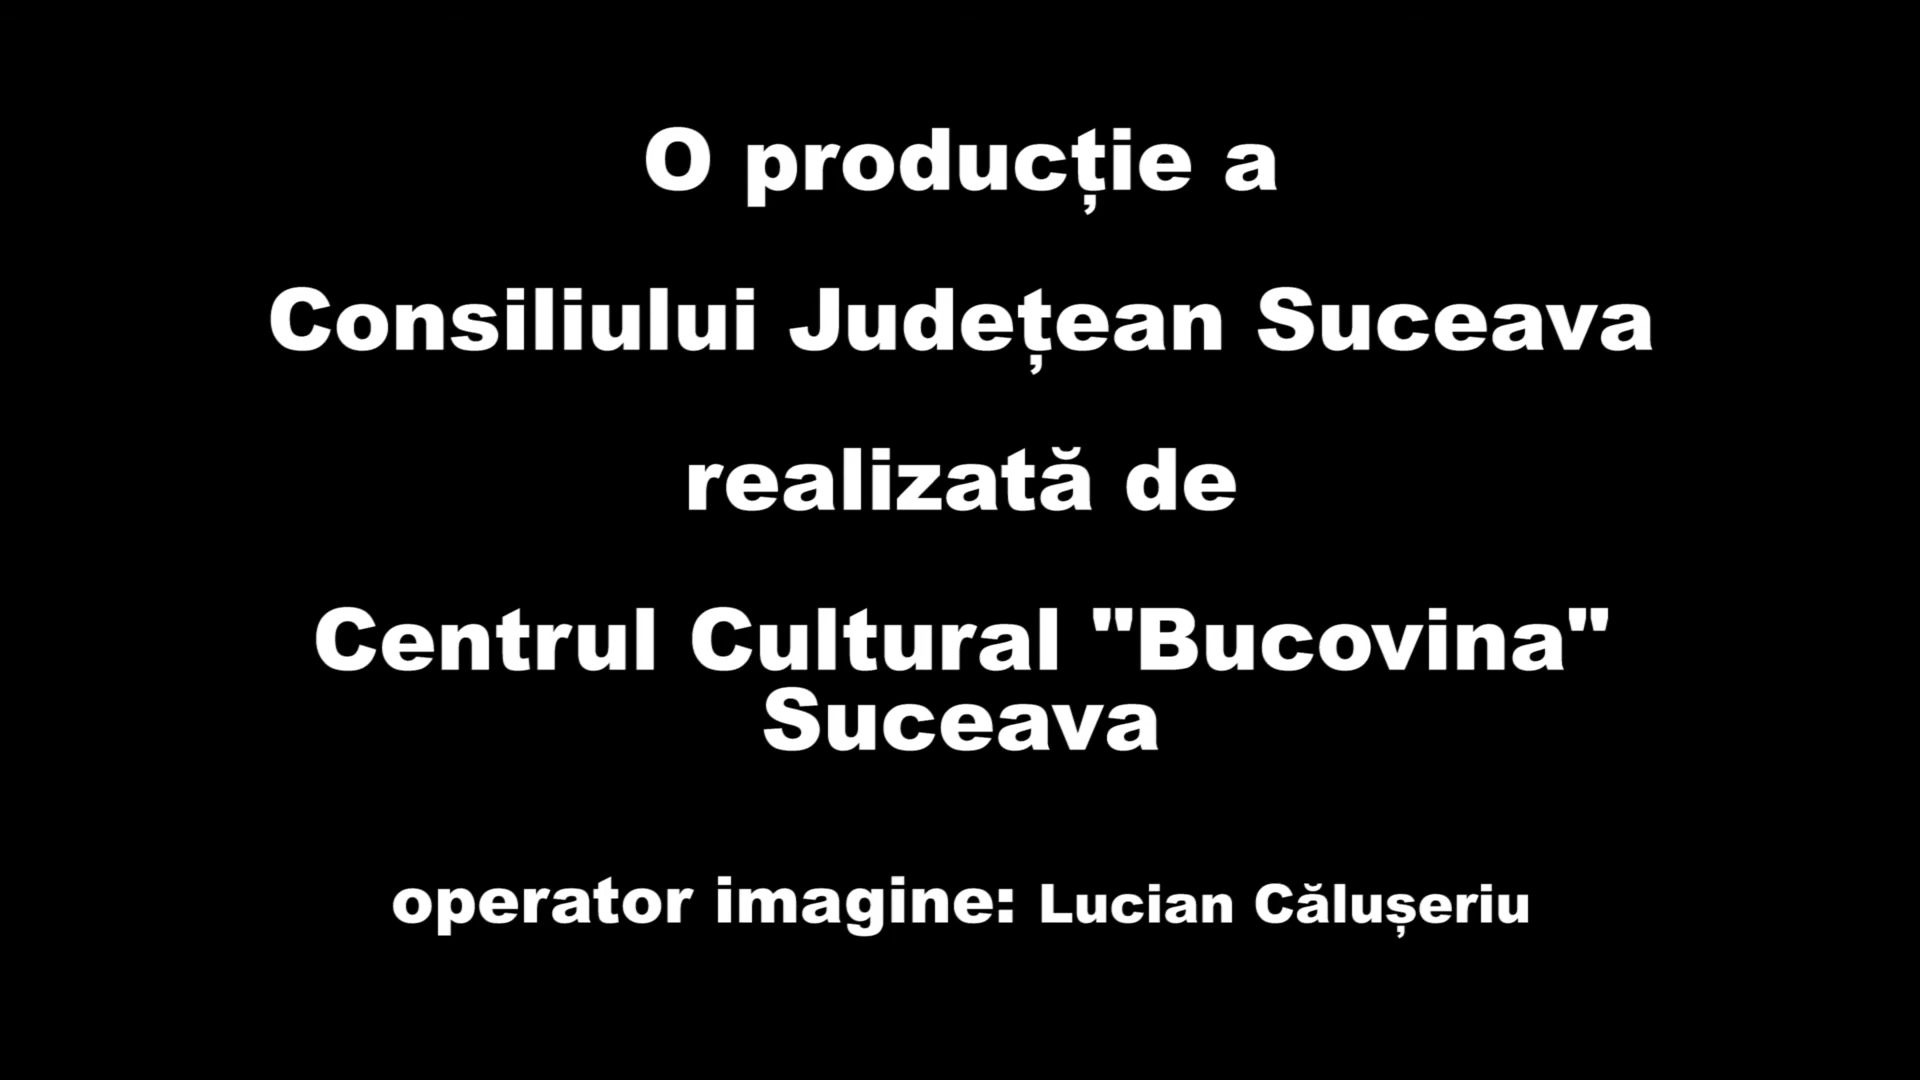 O producție a
Consiliului Județean Suceava
realizată de
Centrul Cultural "Bucovina"
Suceava
operator imagine: Lucian Călușeriu